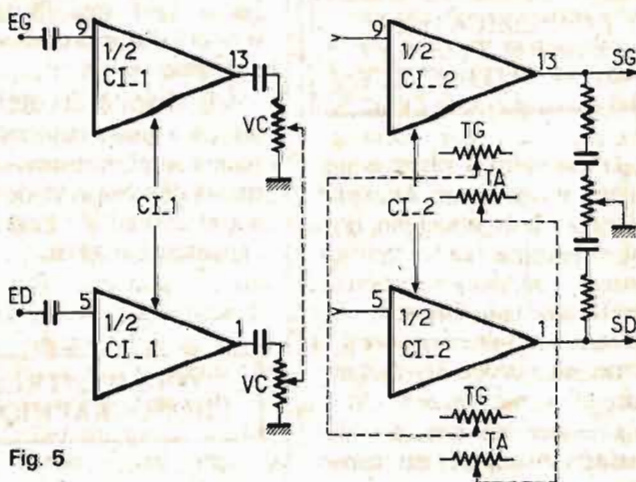 EG
9
1/2
CI_1
13
VC
CI_1
ED
5
1/2
CI_1
1
VC
9
1/2
CI_2
13
SG
TG
TA
CI_2
5
1/2
CI_2
1
SD
TG
TA
Fig. 5